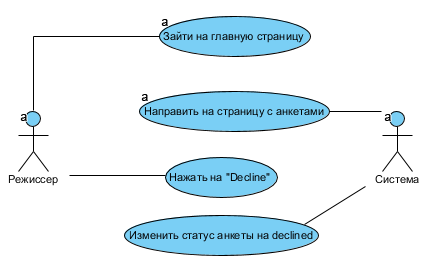 a
Зайти на главную страницу
a
Направить на страницу с анкетами
a
a
Режиссер
Нажать на "Decline"
Система
Изменить статус анкеты на declined